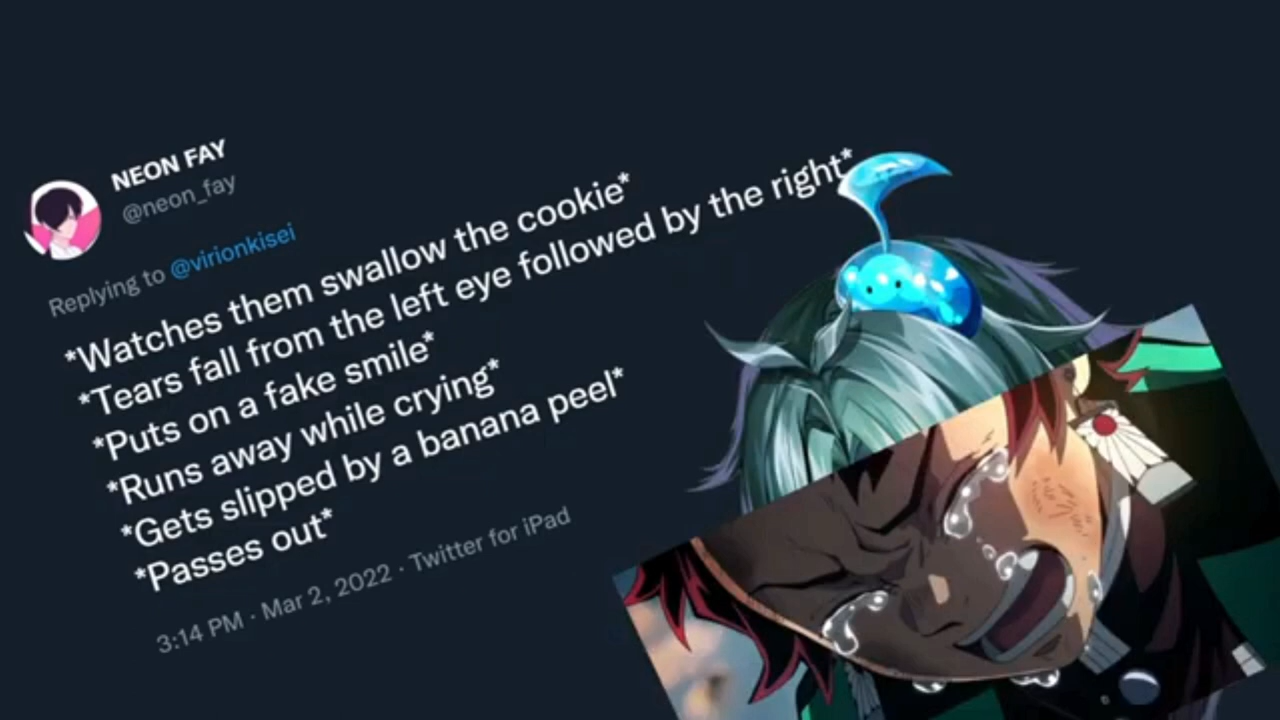 NEON FAY
@neon_fay
Replying to @virionkisei
*Watches them swallow the cookie*
*Tears fall from the left eye followed by the right*
*Puts on a fake smile*
*Runs away while crying*
*Gets slipped by a banana peel*
*Passes out*
3:14 PM · Mar 2, 2022 · Twitter for iPad